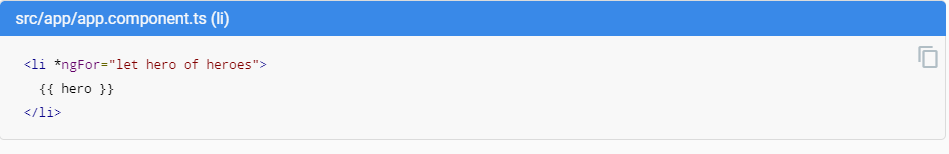 src/app/app.component.ts (li)
<li *ngFor="let hero of heroes">
{{ hero }}
</li>